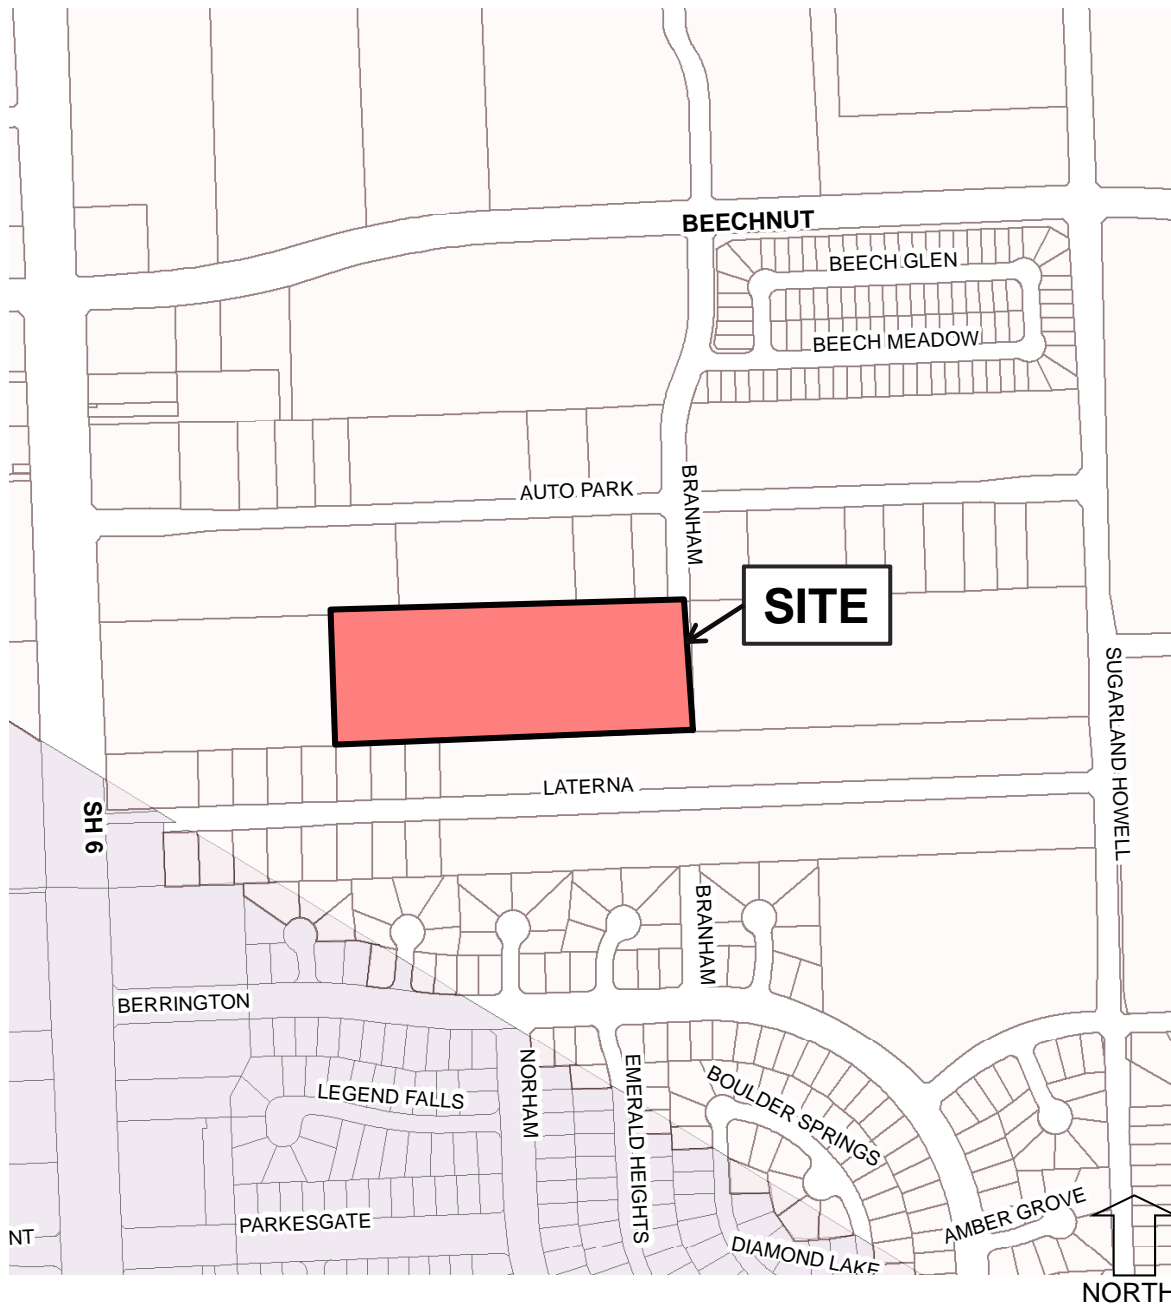 BEECHNUT
BEECH GLEN
BEECH MEADOW
AUTO PARK
BRANHAM
SITE
SUGARLAND HOWELL
LATERNA
SH 6
BRANHAM
BERRINGTON
NORHAM
EMERALD HEIGHTS
LEGEND FALLS
BOULDER SPRINGS
PARKESGATE
AMBER GROVE
NT
DIAMOND LAKE
NORTH